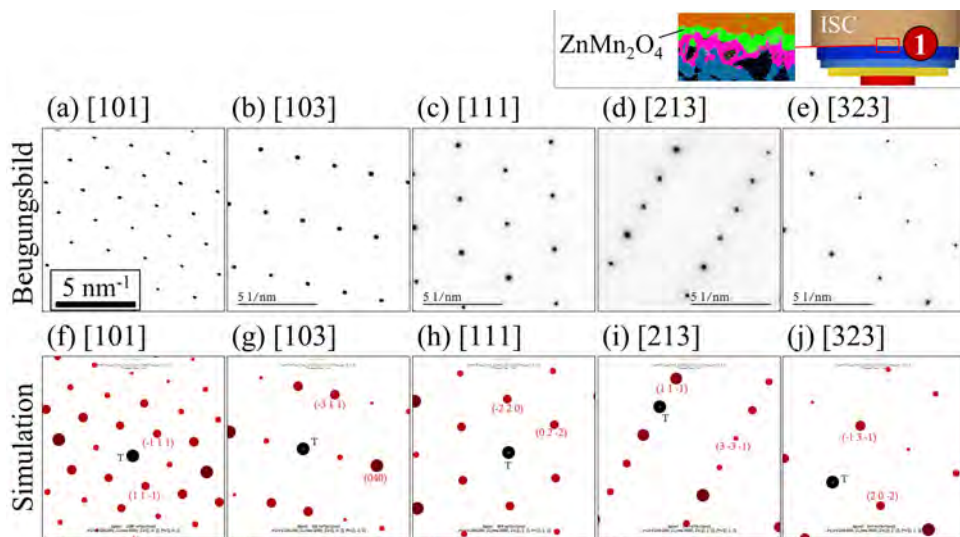 ISC
1
ZnMn₂O₄
(a) [101]
(b) [103]
(c) [111]
(d) [213]
(e) [323]
Beugungsbild
5 nm⁻¹
5 1/nm
5 1/nm
5 1/nm
5 1/nm
(f) [101]
(g) [103]
(h) [111]
(i) [213]
(j) [323]
Simulation
(-1 1 1)
T
(1 1 -1)
(-3 1 1)
T
(040)
(-2 2 0)
(0 2 -2)
T
(1 1 -1)
T
(3 -3 -1)
(-1 3 -1)
T
(2 0 -2)